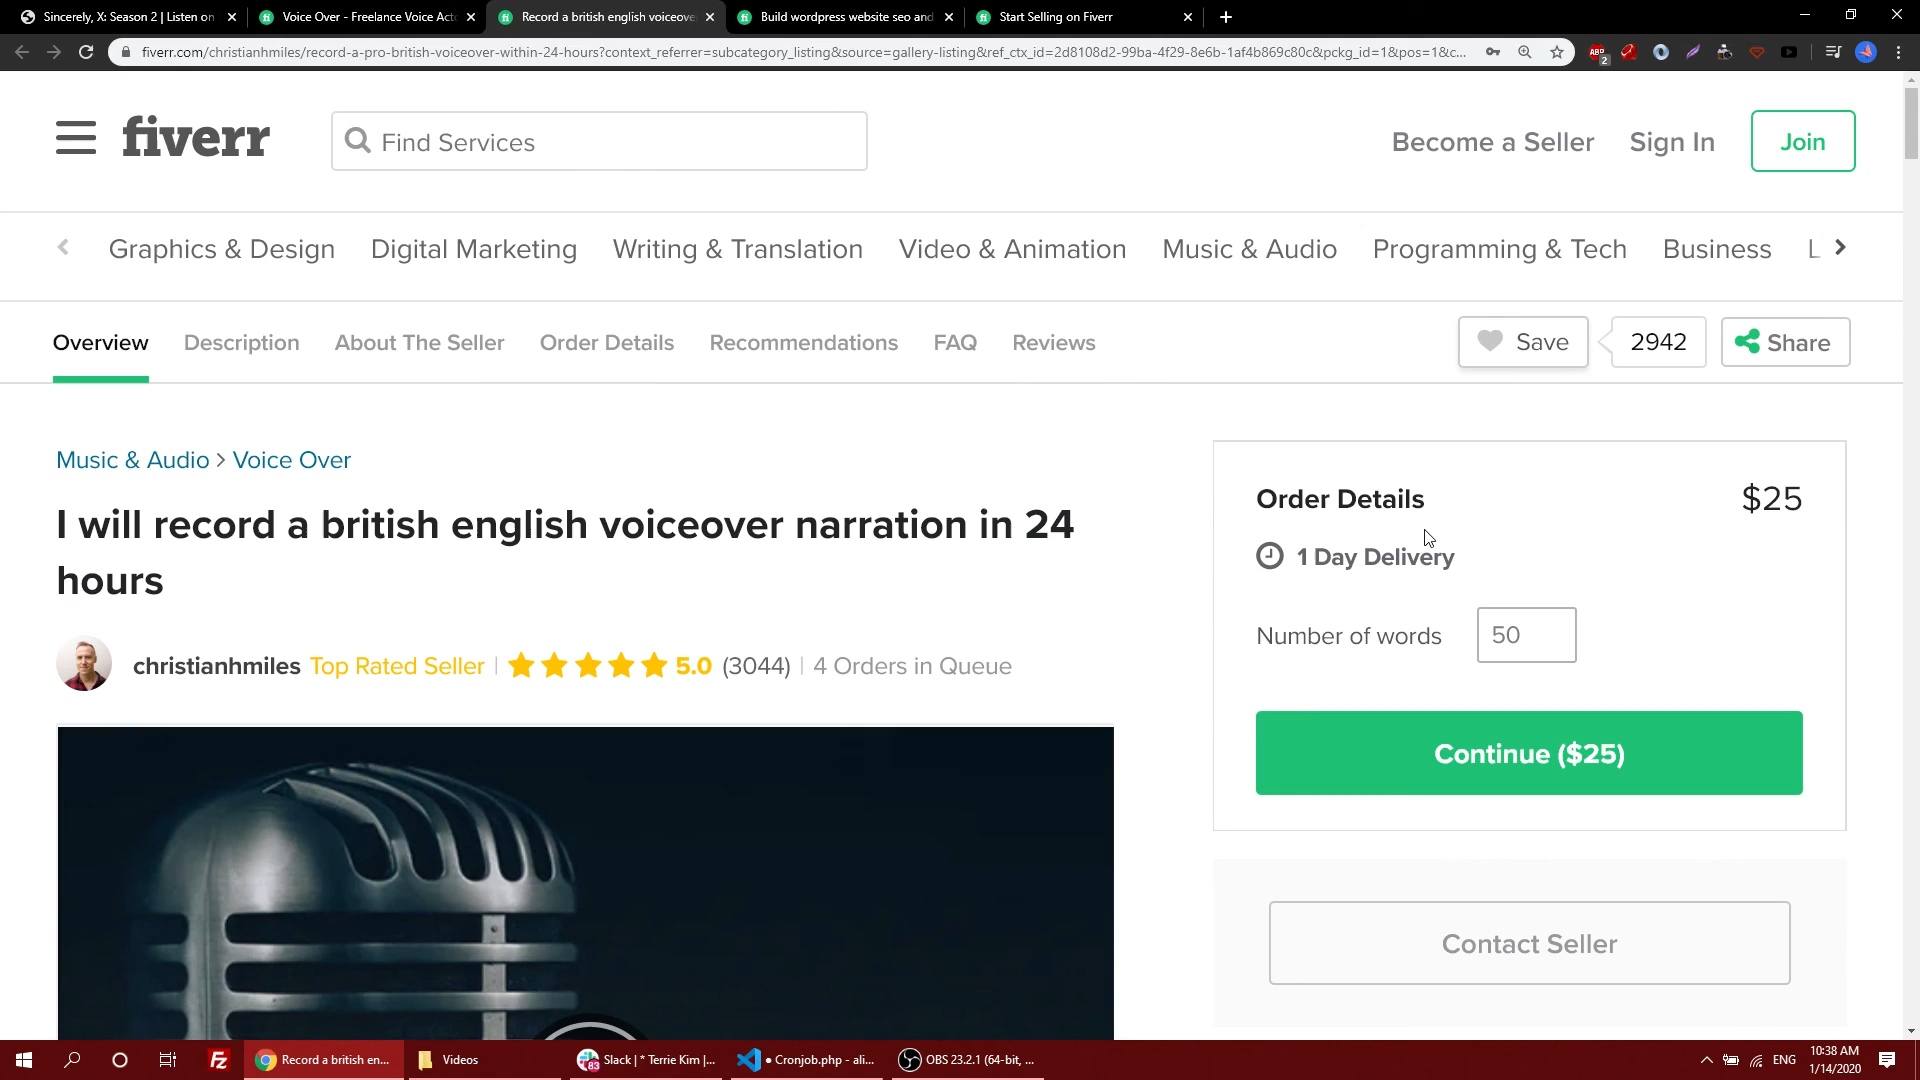 Sincerely, X: Season 2 | Listen on
Voice Over - Freelance Voice Acto
Record a british english voiceove
Build wordpress website seo and
Start Selling on Fiverr
fiverr.com/christianhmiles/record-a-pro-british-voiceover-within-24-hours?context_referrer=subcategory_listing&source=gallery-listing&ref_ctx_id=2d8108d2-99ba-4f29-8e6b-1af4b869c80c&pckg_id=1&pos=1&c...
ABP
2
fiverr
Find Services
Become a Seller
Sign In
Join
Graphics & Design
Digital Marketing
Writing & Translation
Video & Animation
Music & Audio
Programming & Tech
Business
L
Overview
Description
About The Seller
Order Details
Recommendations
FAQ
Reviews
Save
2942
Share
Music & Audio > Voice Over
I will record a british english voiceover narration in 24
hours
christianhmiles Top Rated Seller | 5.0 (3044) | 4 Orders in Queue
Order Details
$25
1 Day Delivery
Number of words
50
Continue ($25)
Contact Seller
Record a british en...
Videos
83
Slack | * Terrie Kim |...
• Cronjob.php - ali...
OBS 23.2.1 (64-bit, ...
ENG
10:38 AM
1/14/2020